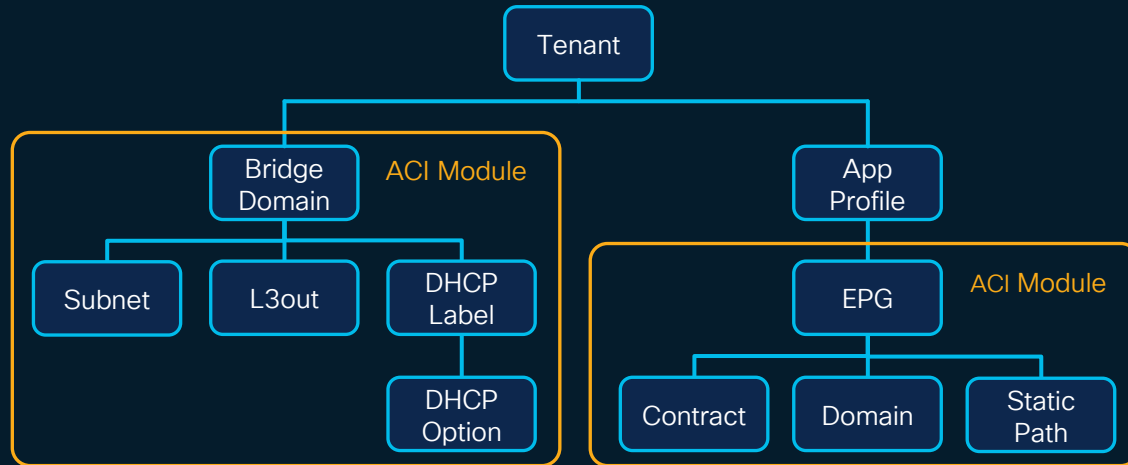 Tenant
Bridge
Domain
ACI Module
App
Profile
Subnet
L3out
DHCP
Label
EPG
ACI Module
DHCP
Option
Contract
Domain
Static
Path